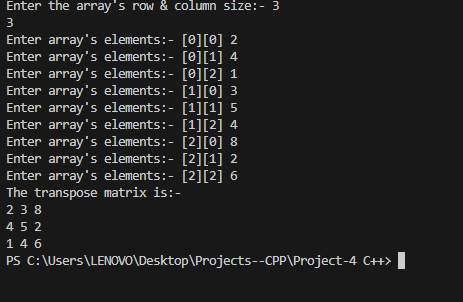 Enter the array's row & column size:- 3
3
Enter array's elements:- [0][0] 2
Enter array's elements:- [0][1] 4
Enter array's elements:- [0][2] 1
Enter array's elements:- [1][0] 3
Enter array's elements:- [1][1] 5
Enter array's elements:- [1][2] 4
Enter array's elements:- [2][0] 8
Enter array's elements:- [2][1] 2
Enter array's elements:- [2][2] 6
The transpose matrix is:-
2 3 8
4 5 2
1 4 6
PS C:\Users\LENOVO\Desktop\Projects--CPP\Project-4 C++>